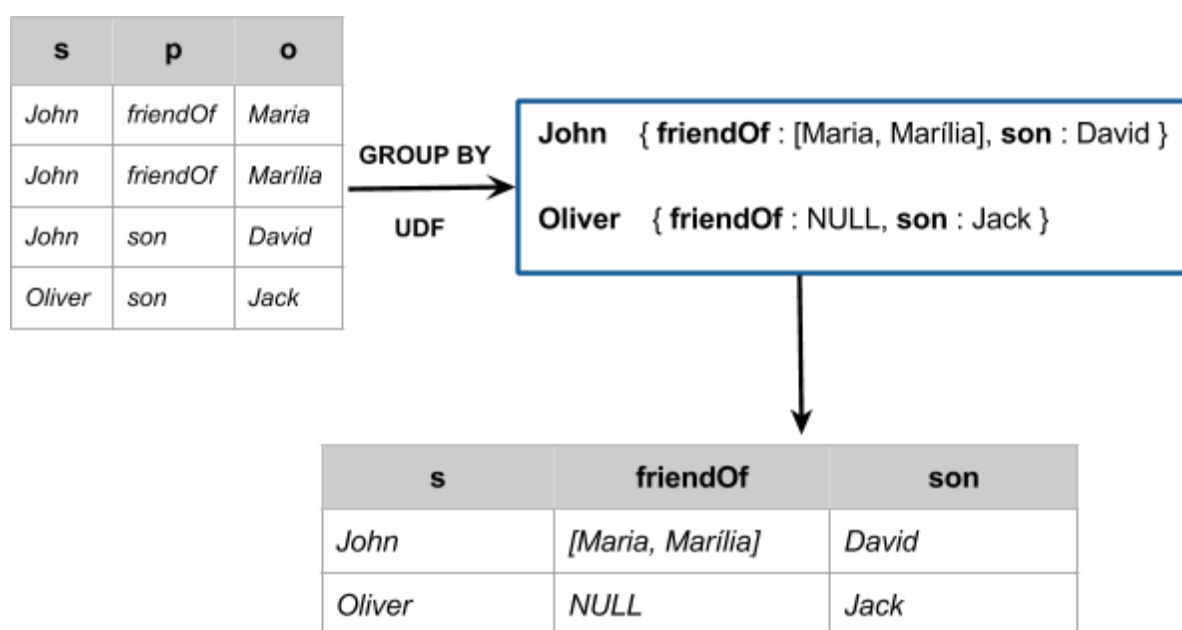 s p o
John friendOf Maria
John friendOf Marília
John son David
Oliver son Jack
GROUP BY
UDF
John { friendOf : [Maria, Marília], son : David }
Oliver { friendOf : NULL, son : Jack }
s friendOf son
John [Maria, Marília] David
Oliver NULL Jack